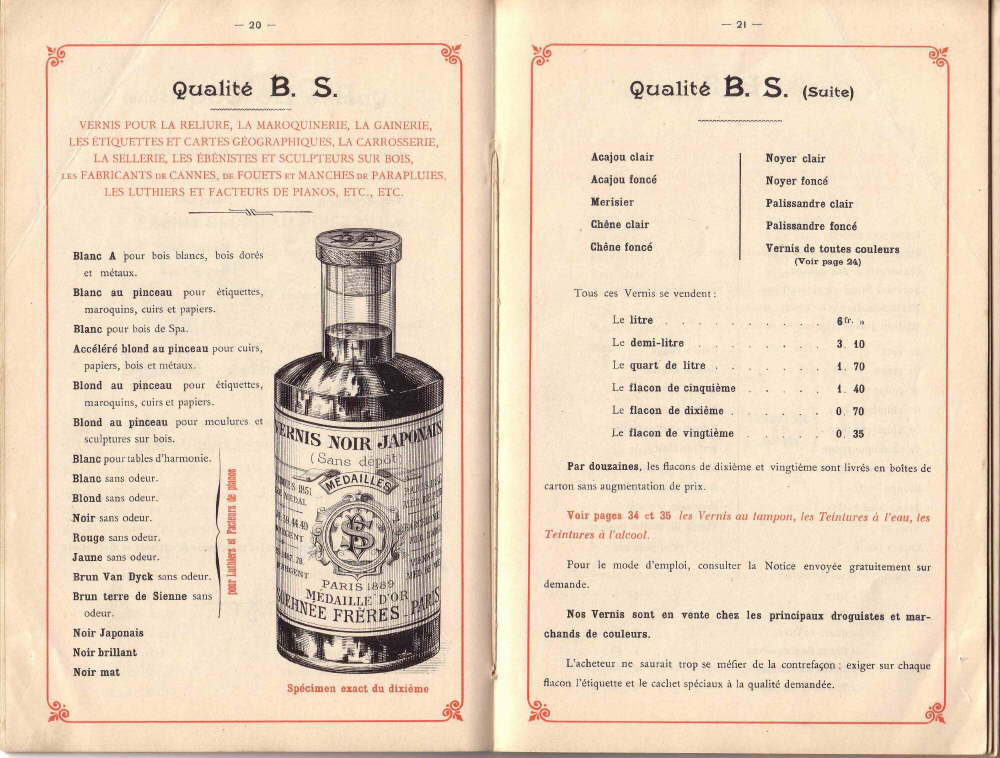 — 20 —
Qualité B. S.
VERNIS POUR LA RELIURE, LA MAROQUINERIE, LA GAINERIE,
LES ÉTIQUETTES ET CARTES GÉOGRAPHIQUES, LA CARROSSERIE,
LA SELLERIE, LES ÉBÉNISTES ET SCULPTEURS SUR BOIS,
LES FABRICANTS DE CANNES, DE FOUETS ET MANCHES DE PARAPLUIES,
LES LUTHIERS ET FACTEURS DE PIANOS, ETC., ETC.
Blanc A pour bois blancs, bois dorés
et métaux.
Blanc au pinceau pour étiquettes,
maroquins, cuirs et papiers.
Blanc pour bois de Spa.
Accéléré blond au pinceau pour cuirs,
papiers, bois et métaux.
Blond au pinceau pour étiquettes,
maroquins, cuirs et papiers.
Blond au pinceau pour moulures et
sculptures sur bois.
Blanc pour tables d'harmonie.
Blanc sans odeur.
Blond sans odeur.
Noir sans odeur.
Rouge sans odeur.
Jaune sans odeur.
Brun Van Dyck sans odeur.
Brun terre de Sienne sans
odeur.
pour Luthiers et Facteurs de pianos
Noir Japonais
Noir brillant
Noir mat
VERNIS NOIR JAPONAIS
(Sans dépôt)
MÉDAILLES
1851
MEDAL
44.49
ARGENT
PARIS 1889
MÉDAILLE D'OR
SŒHNÉE FRÈRES PARIS
Spécimen exact du dixième
— 21 —
Qualité B. S. (Suite)
Acajou clair
Acajou foncé
Merisier
Chêne clair
Chêne foncé
Noyer clair
Noyer foncé
Palissandre clair
Palissandre foncé
Vernis de toutes couleurs
(Voir page 24)
Tous ces Vernis se vendent :
Le litre . . . . . . . . 6 fr. »
Le demi-litre . . . . . . . 3. 10
Le quart de litre . . . . . . 1. 70
Le flacon de cinquième . . . . 1. 40
Le flacon de dixième . . . . . 0. 70
Le flacon de vingtième . . . . 0. 35
Par douzaines, les flacons de dixième et vingtième sont livrés en boîtes de
carton sans augmentation de prix.
Voir pages 34 et 35 les Vernis au tampon, les Teintures à l'eau, les
Teintures à l'alcool.
Pour le mode d'emploi, consulter la Notice envoyée gratuitement sur
demande.
Nos Vernis sont en vente chez les principaux droguistes et mar-
chands de couleurs.
L'acheteur ne saurait trop se méfier de la contrefaçon ; exiger sur chaque
flacon l'étiquette et le cachet spéciaux à la qualité demandée.